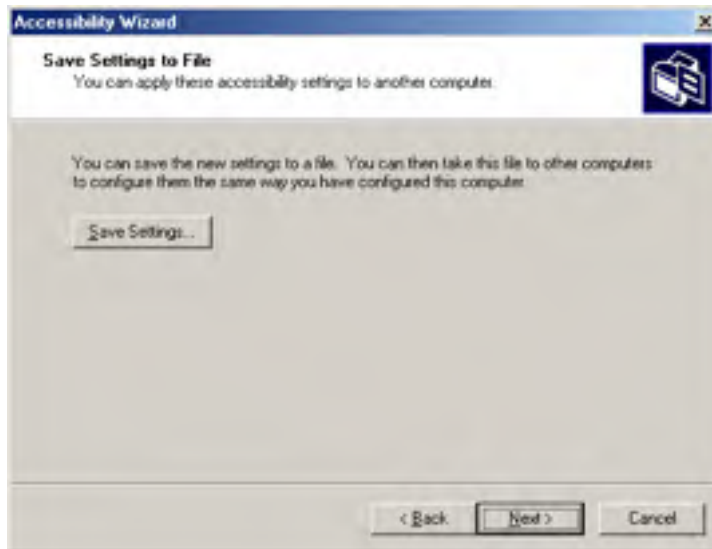 Accessibility Wizard
Save Settings to File
You can apply these accessibility settings to another computer.
You can save the new settings to a file. You can then take this file to other computers
to configure them the same way you have configured this computer.
Save Settings...
< Back
Next >
Cancel